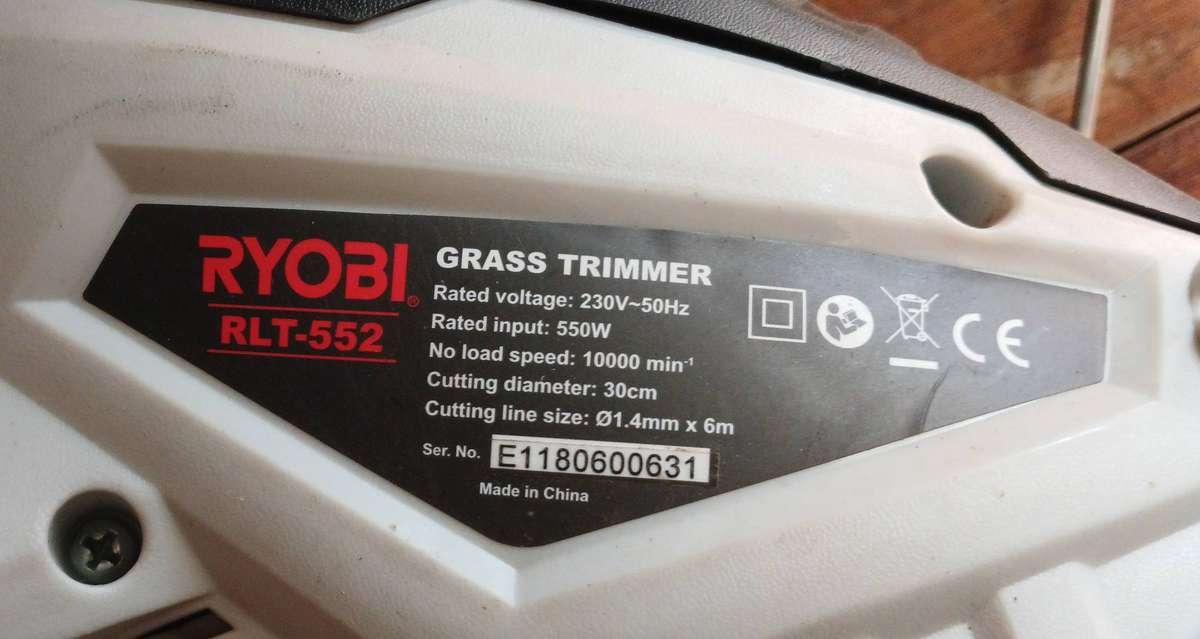 RYOBI®
RLT-552
GRASS TRIMMER
Rated voltage: 230V~50Hz
Rated input: 550W
No load speed: 10000 min⁻¹
Cutting diameter: 30cm
Cutting line size: Ø1.4mm x 6m
Ser. No. E1180600631
Made in China
CE